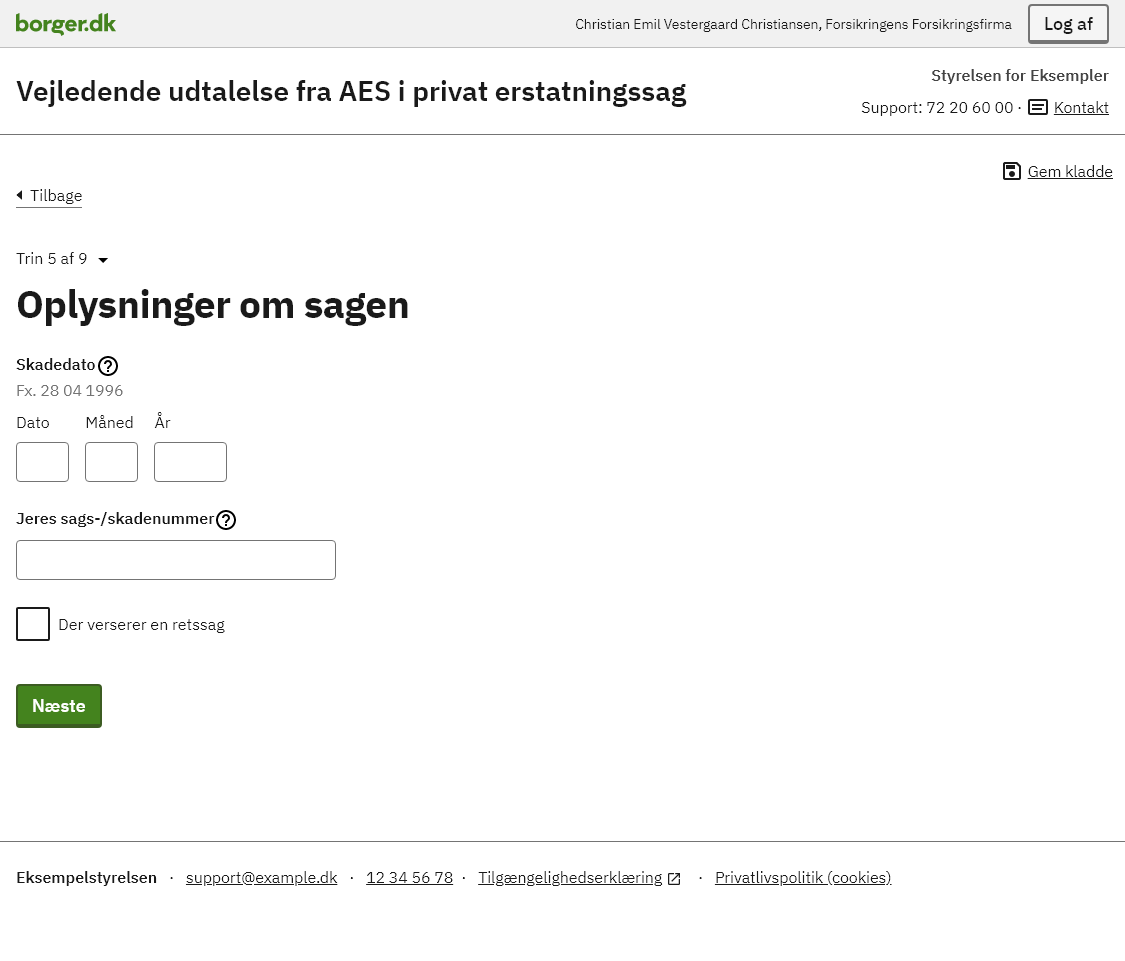 borger.dk
Christian Emil Vestergaard Christiansen, Forsikringens Forsikringsfirma
Log af
Vejledende udtalelse fra AES i privat erstatningssag
Styrelsen for Eksempler
Support: 72 20 60 00 · Kontakt
Gem kladde
Tilbage
Trin 5 af 9
Oplysninger om sagen
Skadedato
Fx. 28 04 1996
Dato Måned År
Jeres sags-/skadenummer
Der verserer en retssag
Næste
Eksempelstyrelsen · support@example.dk · 12 34 56 78 · Tilgængelighedserklæring · Privatlivspolitik (cookies)